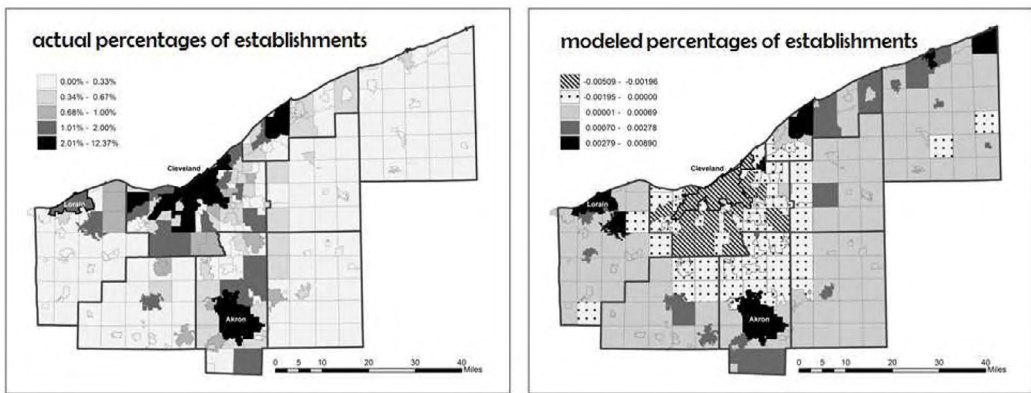 actual percentages of establishments
0.00% - 0.33%
0.34% - 0.67%
0.68% - 1.00%
1.01% - 2.00%
2.01% - 12.37%
Cleveland
Lorain
Akron
0 5 10 20 30 40
Miles
modeled percentages of establishments
-0.00509 - -0.00196
-0.00195 - 0.00000
0.00001 - 0.00069
0.00070 - 0.00278
0.00279 - 0.00890
Cleveland
Lorain
Akron
0 5 10 20 30 40
Miles